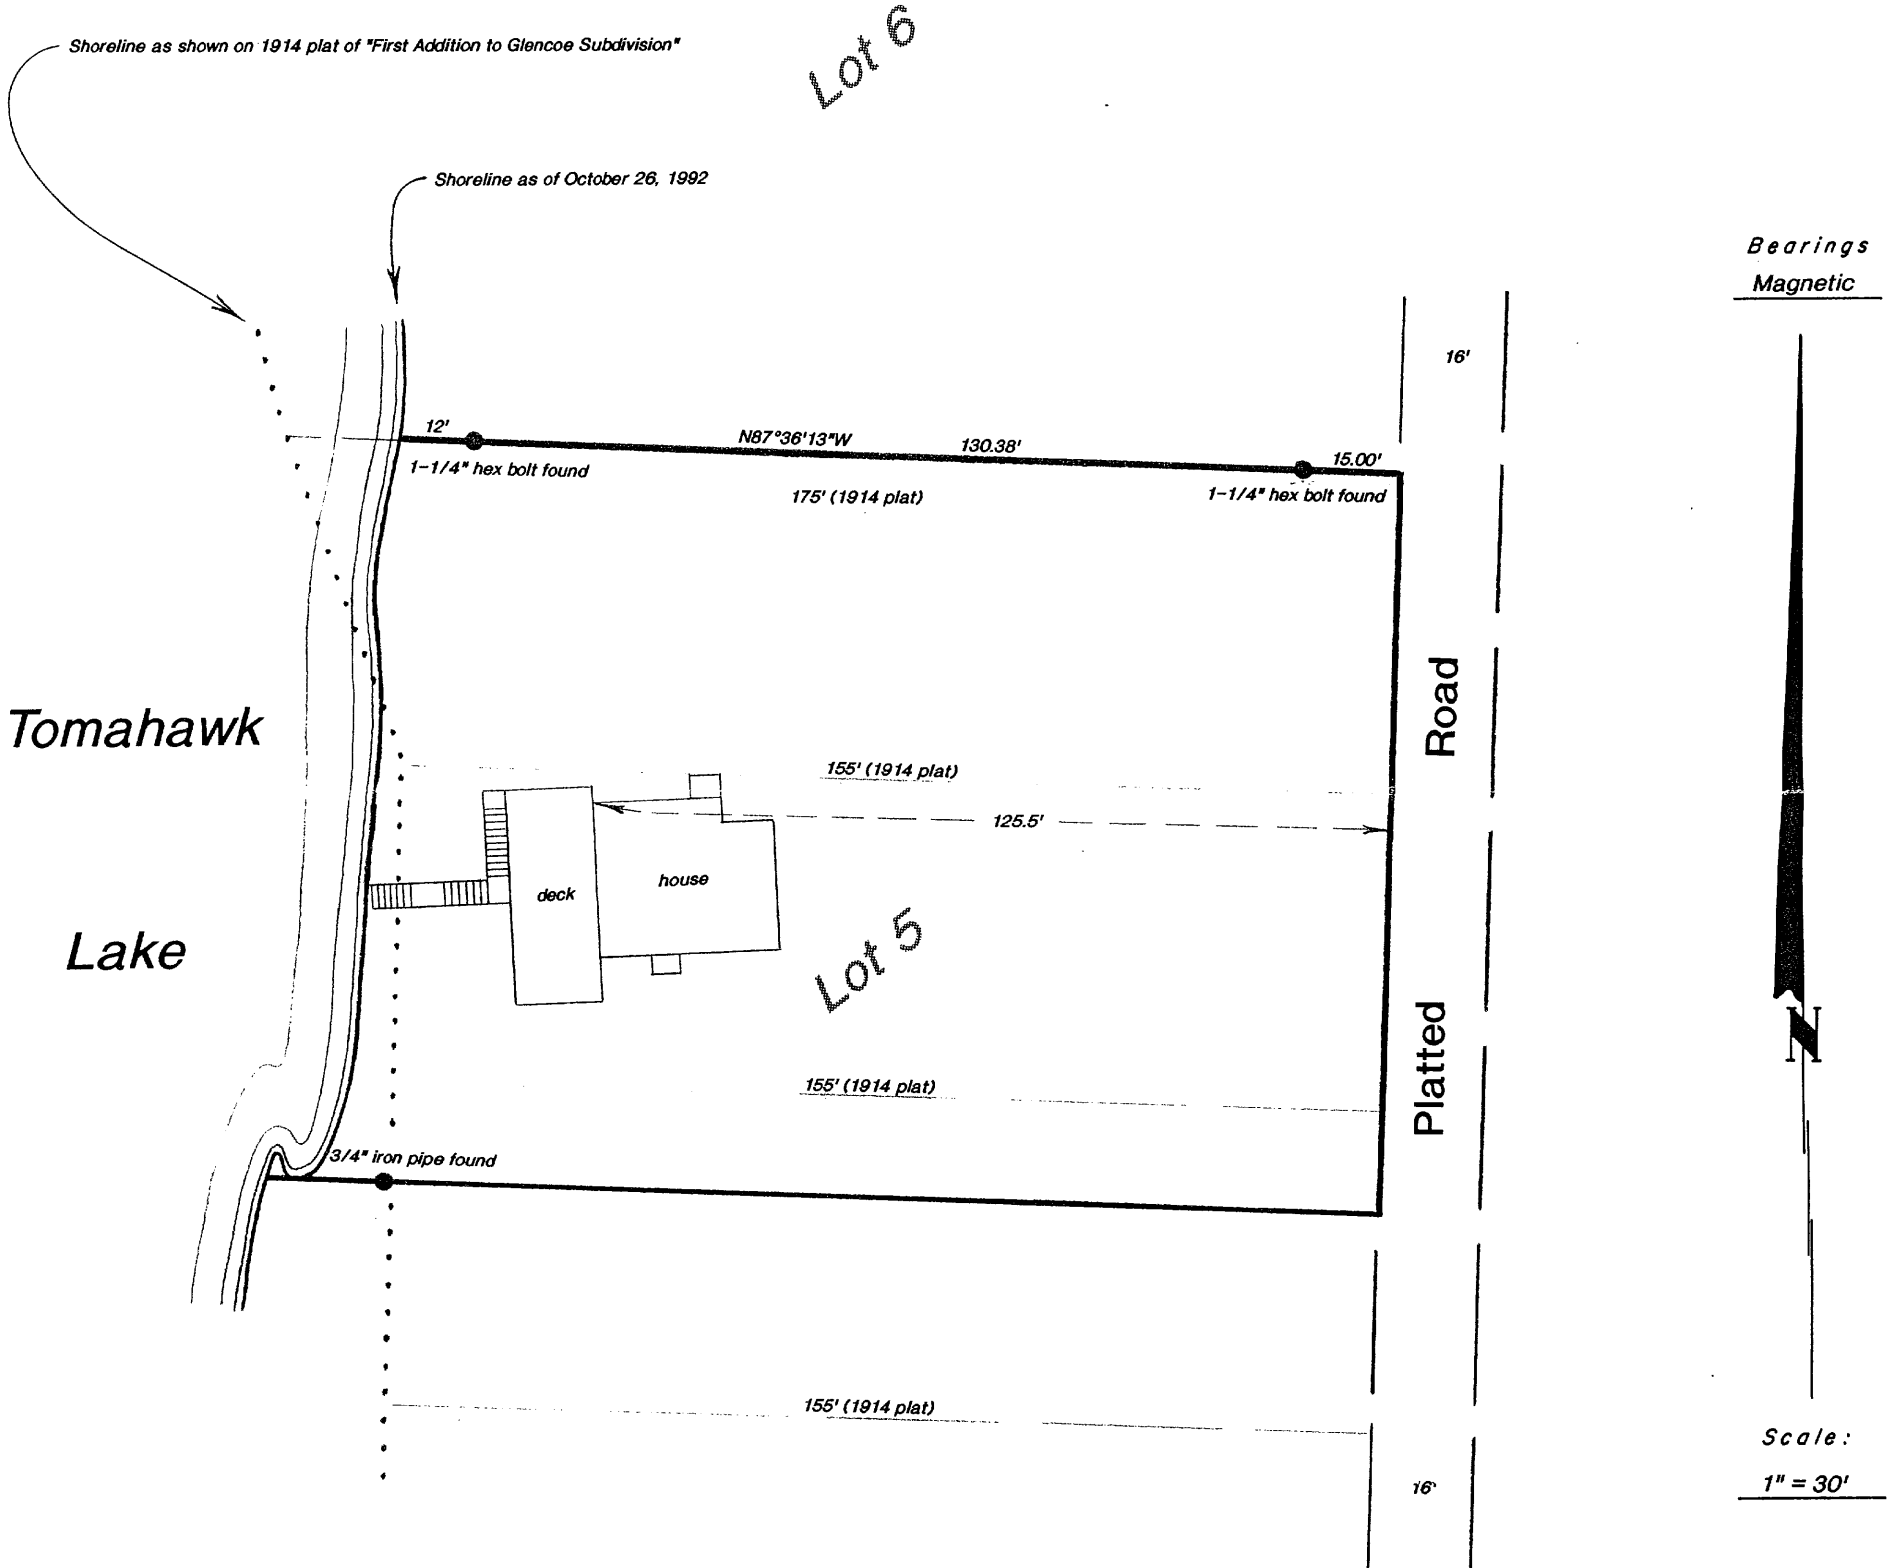 Lot 6
Shoreline as shown on 1914 plat of "First Addition to Glencoe Subdivision"
Shoreline as of October 26, 1992
Bearings
Magnetic
16'
12'
N87°36'13"W
130.38'
15.00'
1-1/4" hex bolt found
175' (1914 plat)
1-1/4" hex bolt found
Tomahawk
Lake
Road
Platted
155' (1914 plat)
125.5'
deck
house
Lot 5
N
155' (1914 plat)
3/4" iron pipe found
155' (1914 plat)
16'
Scale:
1" = 30'